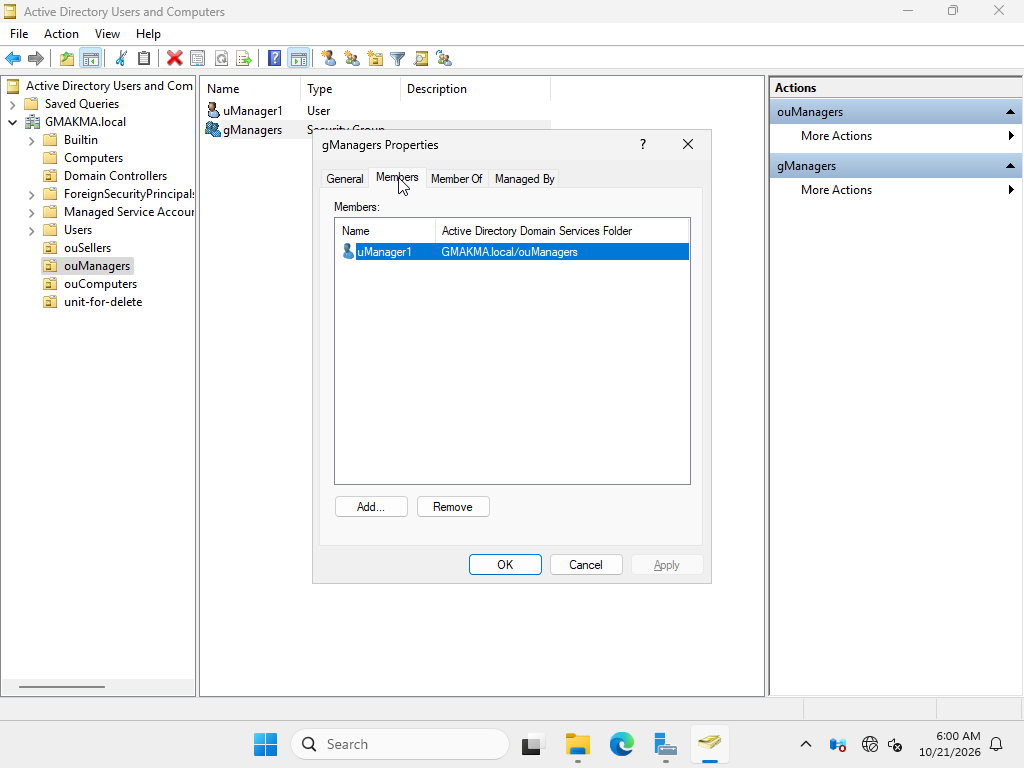 Active Directory Users and Computers
File Action View Help
Active Directory Users and Com
Saved Queries
GMAKMA.local
Builtin
Computers
Domain Controllers
ForeignSecurityPrincipals
Managed Service Accour
Users
ouSellers
ouManagers
ouComputers
unit-for-delete
Name Type Description
uManager1 User
gManagers Security Group
gManagers Properties ?
General Members Member Of Managed By
Members:
Name Active Directory Domain Services Folder
uManager1 GMAKMA.local/ouManagers
Add... Remove
OK Cancel Apply
Actions
ouManagers
More Actions
gManagers
More Actions
Search
6:00 AM
10/21/2026